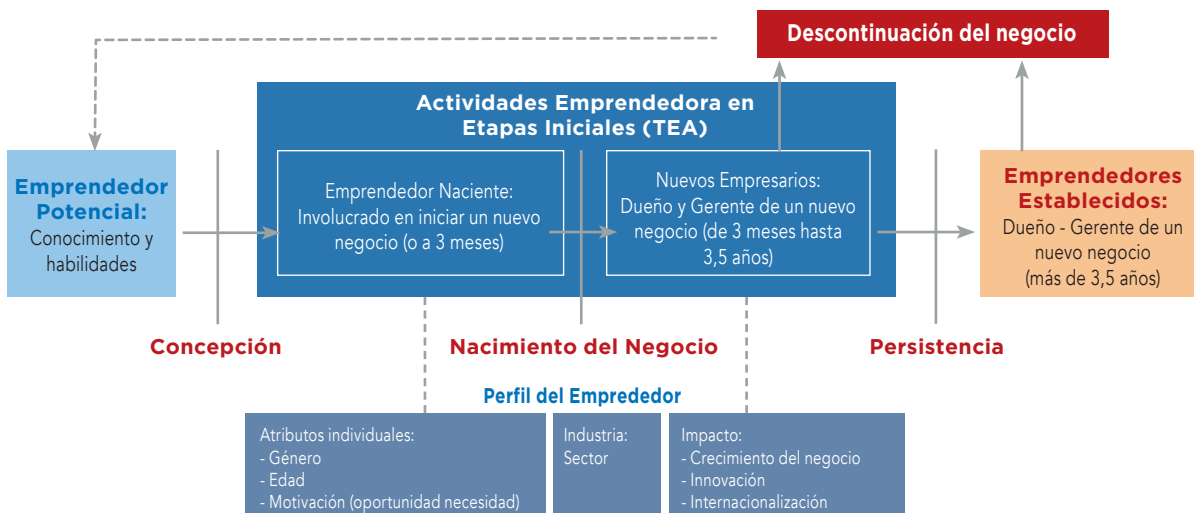 Descontinuación del negocio
Actividades Emprendedora en
Etapas Iniciales (TEA)
Emprendedor
Potencial:
Conocimiento y
habilidades
Emprendedor Naciente:
Involucrado en iniciar un nuevo
negocio (o a 3 meses)
Nuevos Empresarios:
Dueño y Gerente de un nuevo
negocio (de 3 meses hasta
3,5 años)
Emprendedores
Establecidos:
Dueño - Gerente de un
nuevo negocio
(más de 3,5 años)
Concepción
Nacimiento del Negocio
Persistencia
Perfil del Emprededor
Atributos individuales:
- Género
- Edad
- Motivación (oportunidad necesidad)
Industria:
Sector
Impacto:
- Crecimiento del negocio
- Innovación
- Internacionalización